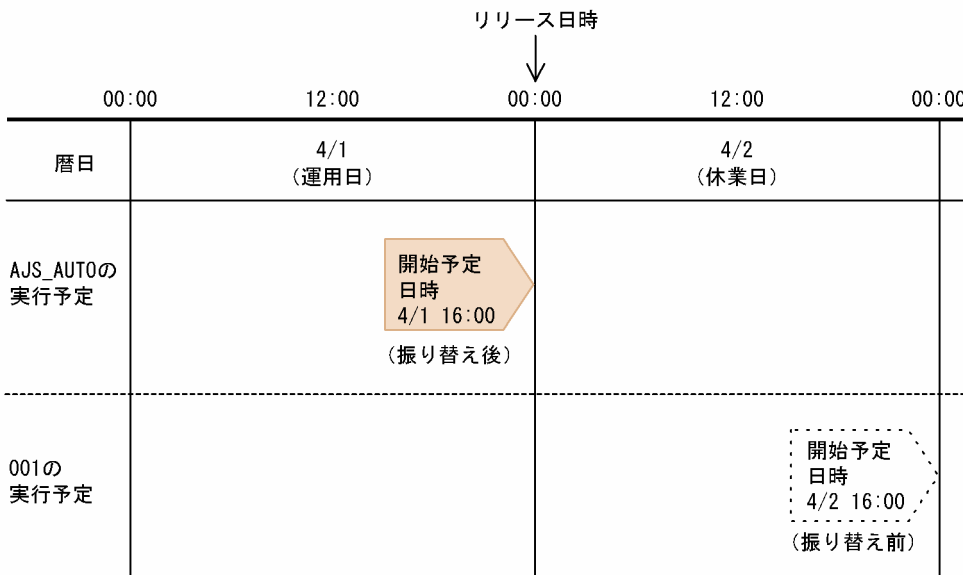 リリース日時
00:00 12:00 00:00 12:00 00:00
暦日
4/1
(運用日)
4/2
(休業日)
AJS_AUTOの
実行予定
開始予定
日時
4/1 16:00
(振り替え後)
001の
実行予定
開始予定
日時
4/2 16:00
(振り替え前)